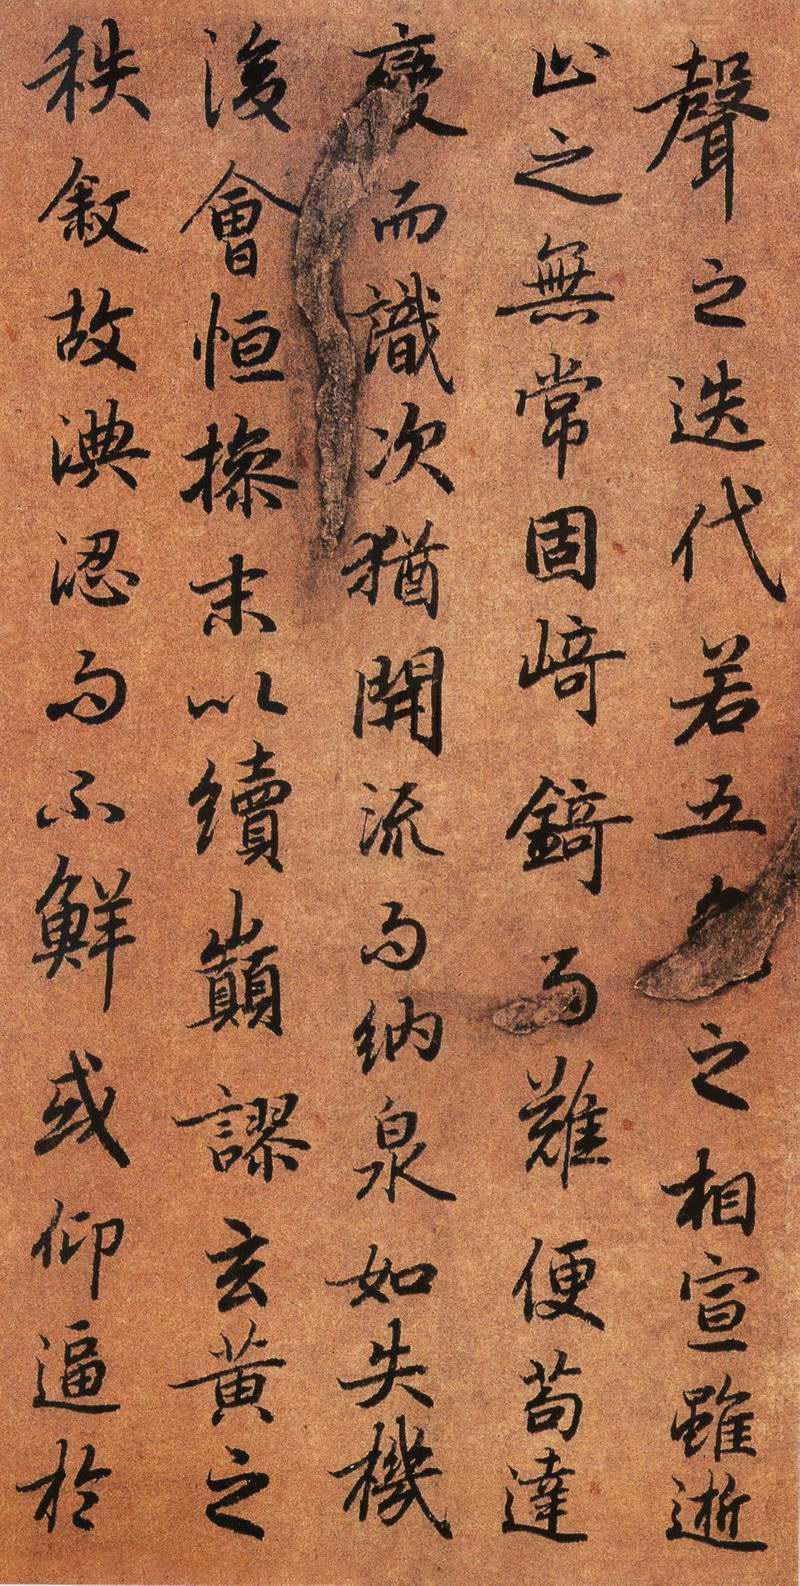 聲之迭代若五色之相宣雖逝
止之無常固崎錡而難便苟達
變而識次猶開流而納泉如失機
後會恒操末以續巔謬玄黃之
秩敘故淟涊而不鮮或仰逼於